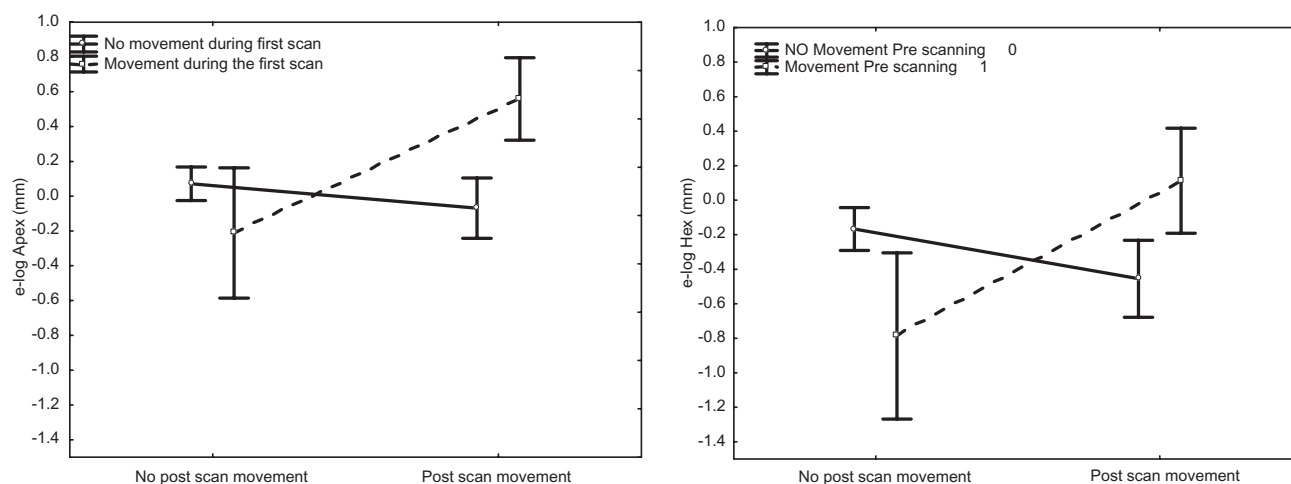 1.0
0.8
0.6
0.4
0.2
0.0
-0.2
-0.4
-0.6
-0.8
-1.0
-1.2
-1.4
e-log Apex (mm)
No movement during first scan
Movement during the first scan
No post scan movement
Post scan movement
1.0
0.8
0.6
0.4
0.2
0.0
-0.2
-0.4
-0.6
-0.8
-1.0
-1.2
-1.4
e-log Hex (mm)
NO Movement Pre scanning 0
Movement Pre scanning 1
No post scan movement
Post scan movement